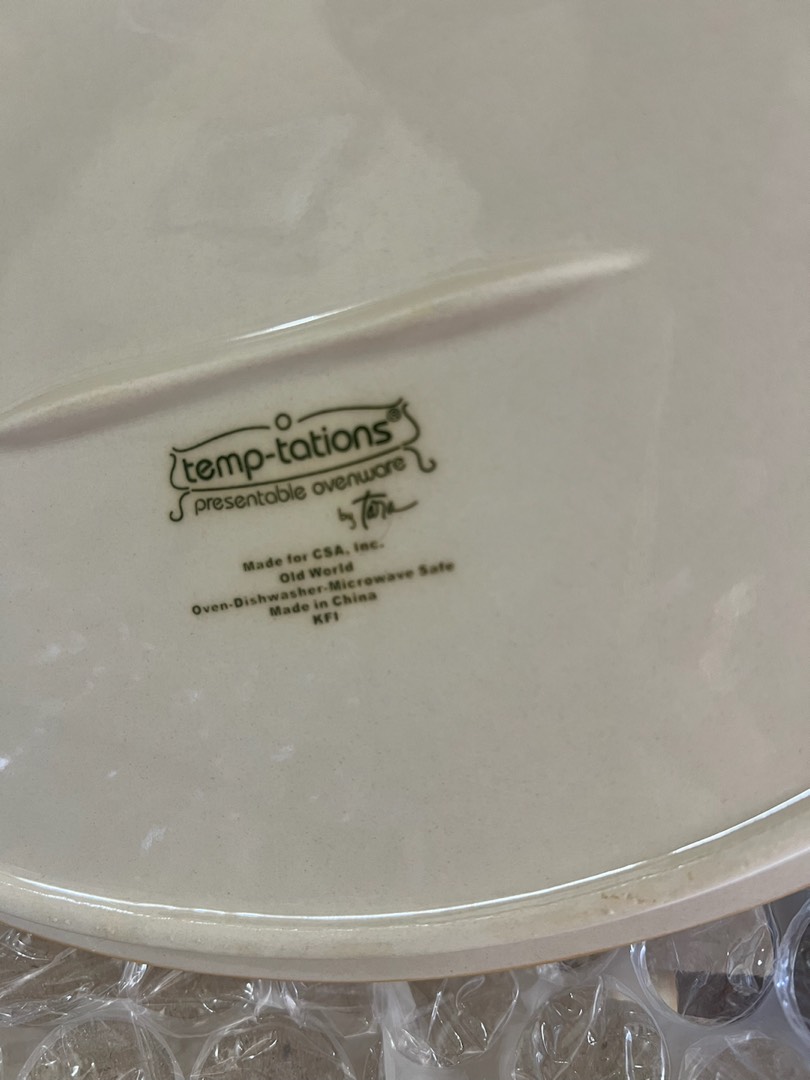 temp-tations®
presentable ovenware
by Tara
Made for CSA, Inc.
Old World
Oven-Dishwasher-Microwave Safe
Made in China
KFI